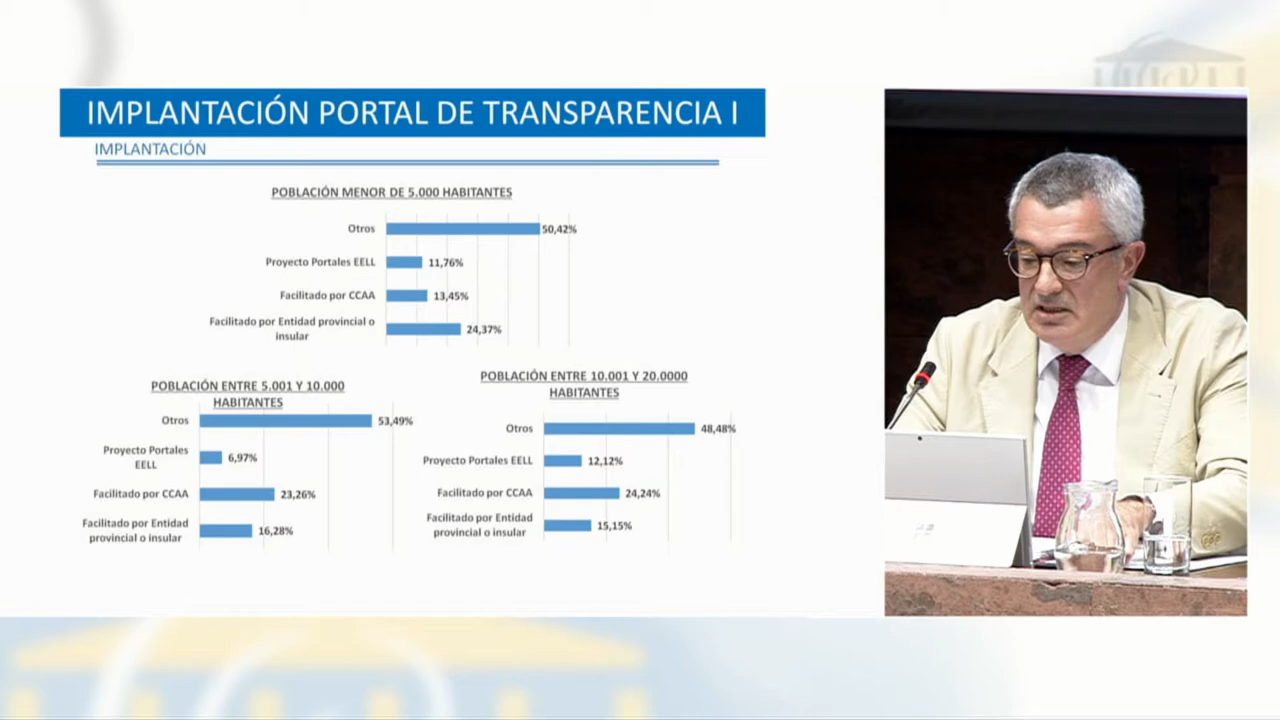 IMPLANTACIÓN PORTAL DE TRANSPARENCIA I
IMPLANTACIÓN
POBLACIÓN MENOR DE 5.000 HABITANTES
Otros
50,42%
Proyecto Portales EELL
11,76%
Facilitado por CCAA
13,45%
Facilitado por Entidad provincial o
insular
24,37%
POBLACIÓN ENTRE 5.001 Y 10.000
HABITANTES
Otros
53,49%
Proyecto Portales
EELL
6,97%
Facilitado por CCAA
23,26%
Facilitado por Entidad
provincial o insular
16,28%
POBLACIÓN ENTRE 10.001 Y 20.0000
HABITANTES
Otros
48,48%
Proyecto Portales EELL
12,12%
Facilitado por CCAA
24,24%
Facilitado por Entidad
provincial o insular
15,15%